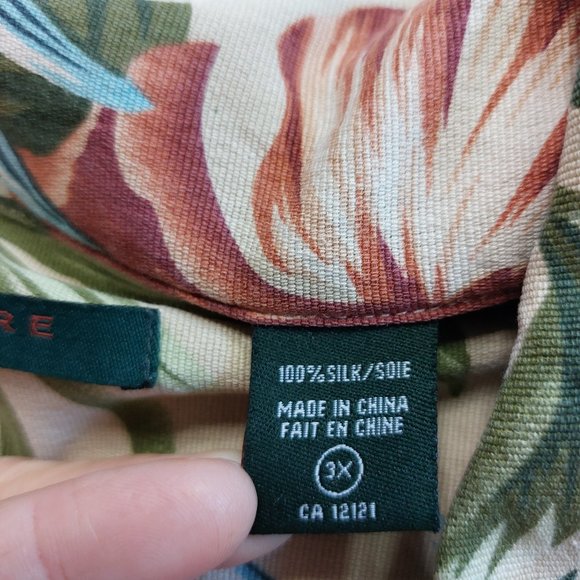 RE
100% SILK/SOIE
MADE IN CHINA
FAIT EN CHINE
3X
CA 12121